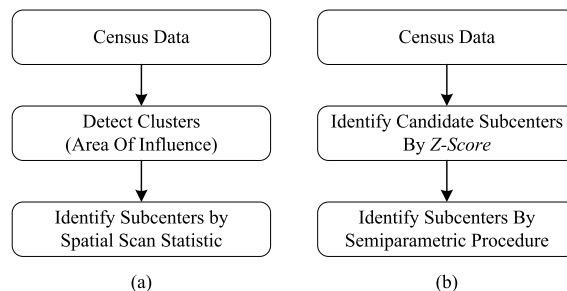 Census Data
Detect Clusters
(Area Of Influence)
Identify Subcenters by
Spatial Scan Statistic
(a)
Census Data
Identify Candidate Subcenters
By Z-Score
Identify Subcenters By
Semiparametric Procedure
(b)